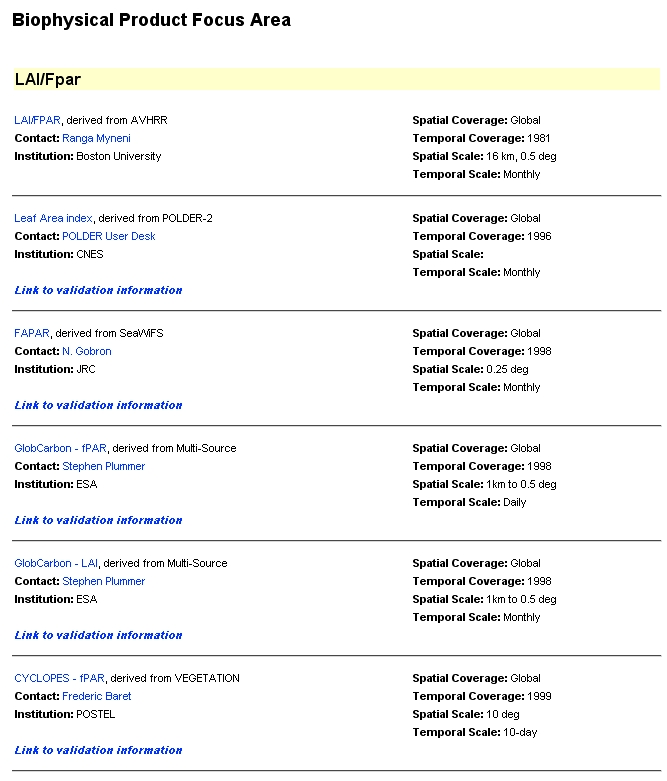 Biophysical Product Focus Area
LAI/Fpar
LAI/FPAR, derived from AVHRR
Contact: Ranga Myneni
Institution: Boston University
Spatial Coverage: Global
Temporal Coverage: 1981
Spatial Scale: 16 km, 0.5 deg
Temporal Scale: Monthly
Leaf Area index, derived from POLDER-2
Contact: POLDER User Desk
Institution: CNES
Link to validation information
Spatial Coverage: Global
Temporal Coverage: 1996
Spatial Scale:
Temporal Scale: Monthly
FAPAR, derived from SeaWiFS
Contact: N. Gobron
Institution: JRC
Link to validation information
Spatial Coverage: Global
Temporal Coverage: 1998
Spatial Scale: 0.25 deg
Temporal Scale: Monthly
GlobCarbon - fPAR, derived from Multi-Source
Contact: Stephen Plummer
Institution: ESA
Link to validation information
Spatial Coverage: Global
Temporal Coverage: 1998
Spatial Scale: 1km to 0.5 deg
Temporal Scale: Daily
GlobCarbon - LAI, derived from Multi-Source
Contact: Stephen Plummer
Institution: ESA
Link to validation information
Spatial Coverage: Global
Temporal Coverage: 1998
Spatial Scale: 1km to 0.5 deg
Temporal Scale: Monthly
CYCLOPES - fPAR, derived from VEGETATION
Contact: Frederic Baret
Institution: POSTEL
Link to validation information
Spatial Coverage: Global
Temporal Coverage: 1999
Spatial Scale: 10 deg
Temporal Scale: 10-day